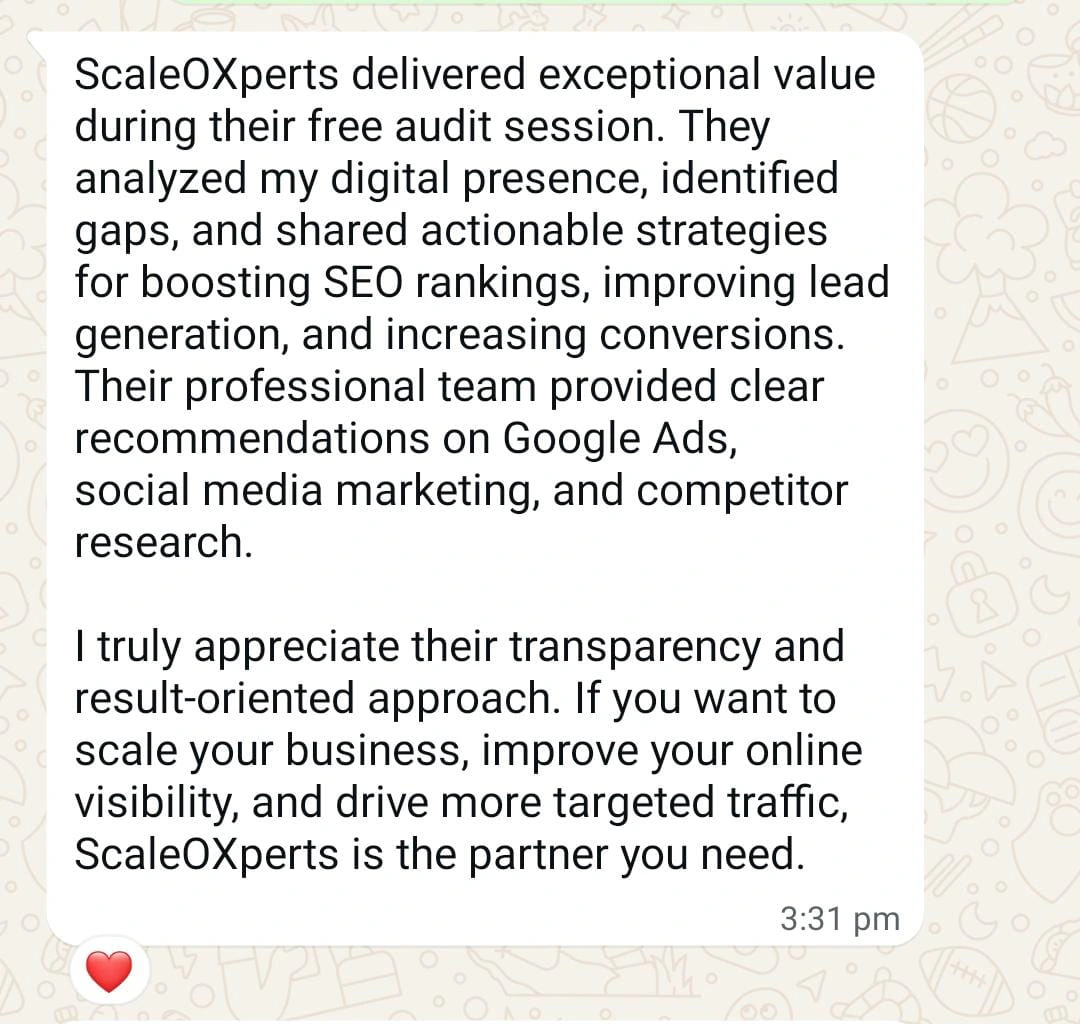 ScaleOXperts delivered exceptional value
during their free audit session. They
analyzed my digital presence, identified
gaps, and shared actionable strategies
for boosting SEO rankings, improving lead
generation, and increasing conversions.
Their professional team provided clear
recommendations on Google Ads,
social media marketing, and competitor
research.

I truly appreciate their transparency and
result-oriented approach. If you want to
scale your business, improve your online
visibility, and drive more targeted traffic,
ScaleOXperts is the partner you need.
3:31 pm